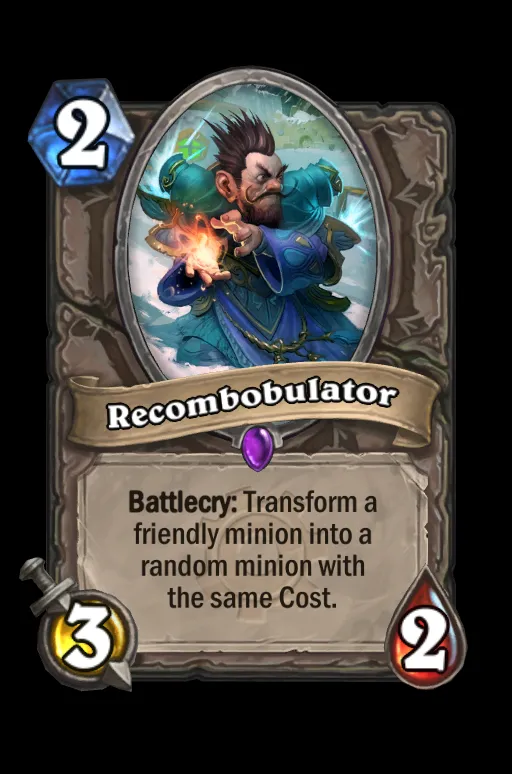 2
Recombobulator
Battlecry: Transform a
friendly minion into a
random minion with
the same Cost.
3
2